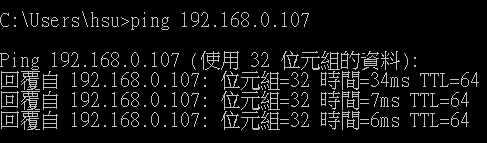 C:\Users\hsu>ping 192.168.0.107
Ping 192.168.0.107 (使用 32 位元組的資料):
回覆自 192.168.0.107: 位元組=32 時間=34ms TTL=64
回覆自 192.168.0.107: 位元組=32 時間=7ms TTL=64
回覆自 192.168.0.107: 位元組=32 時間=6ms TTL=64